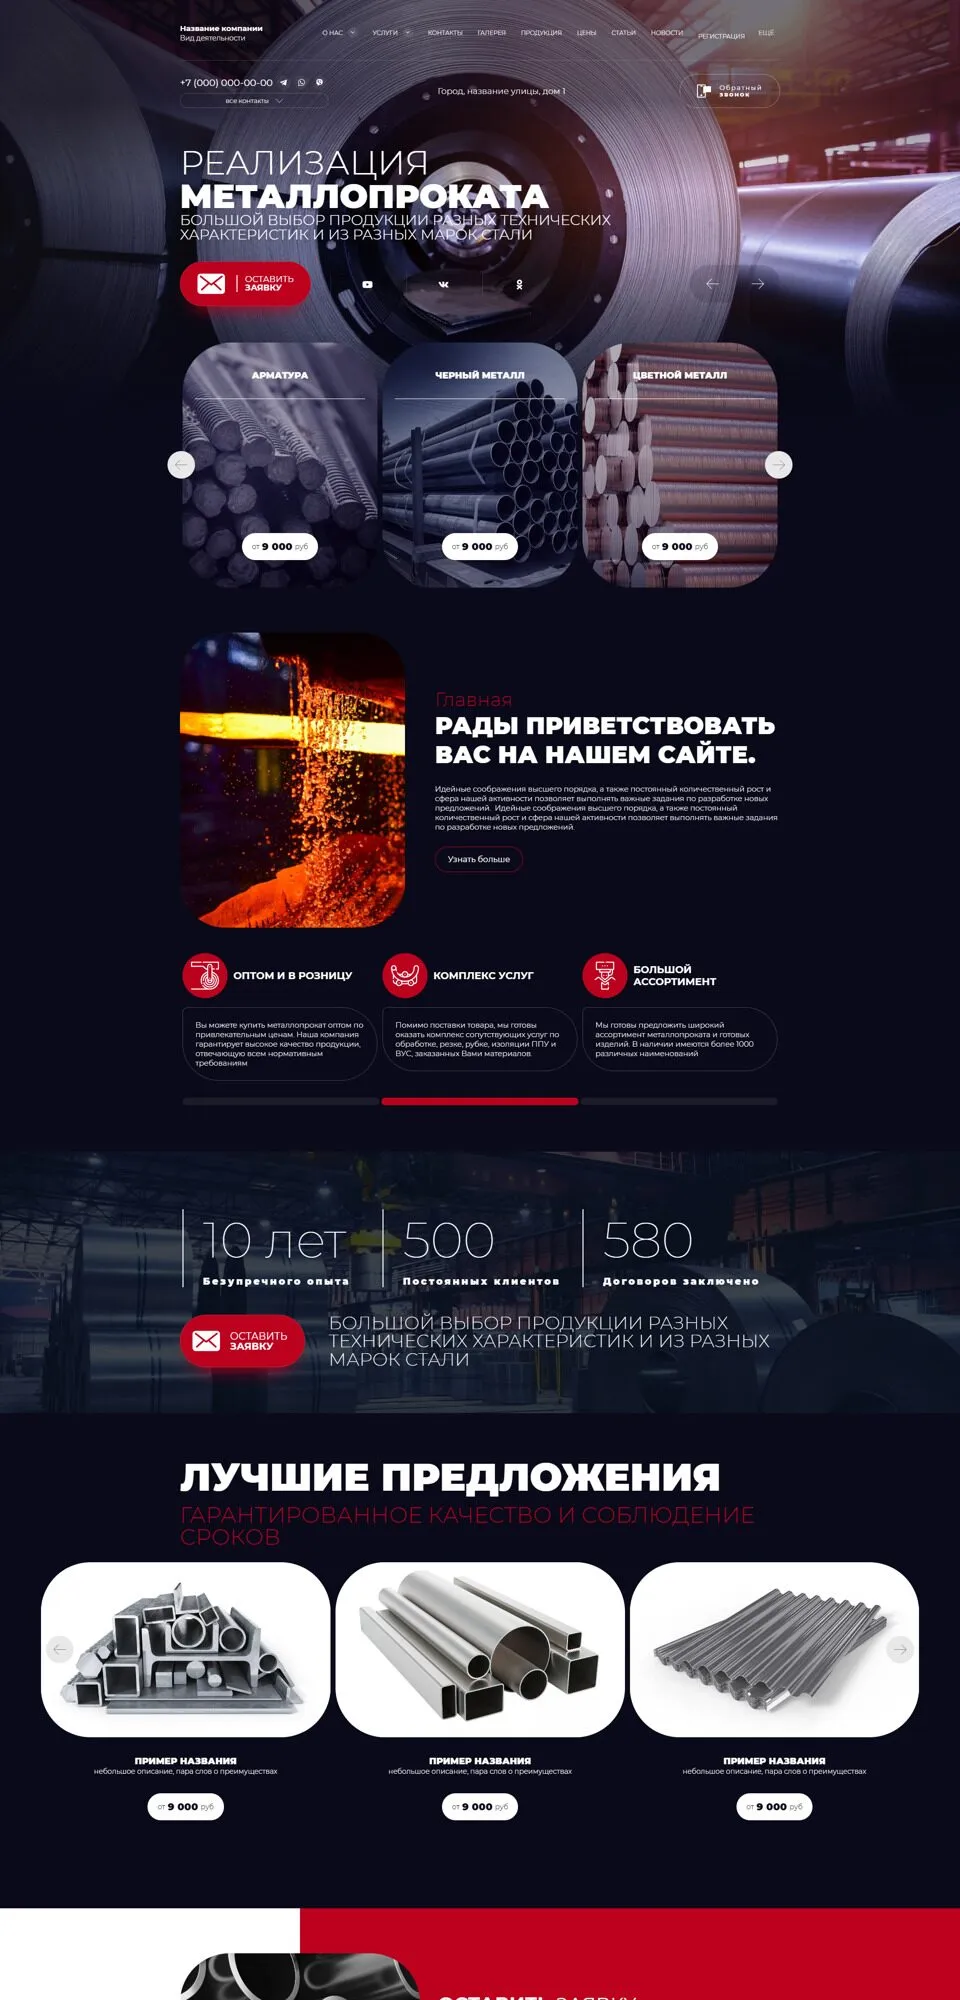 Название компании
Вид деятельности
О НАС
УСЛУГИ
КОНТАКТЫ
ГАЛЕРЕЯ
ПРОДУКЦИЯ
ЦЕНЫ
СТАТЬИ
НОВОСТИ
РЕГИСТРАЦИЯ
ЕЩЁ
+7 (000) 000-00-00
все контакты
Город, название улицы, дом 1
Обратный
звонок
РЕАЛИЗАЦИЯ
МЕТАЛЛОПРОКАТА
БОЛЬШОЙ ВЫБОР ПРОДУКЦИИ РАЗНЫХ ТЕХНИЧЕСКИХ
ХАРАКТЕРИСТИК И ИЗ РАЗНЫХ МАРОК СТАЛИ
ОСТАВИТЬ
ЗАЯВКУ
АРМАТУРА
ЧЕРНЫЙ МЕТАЛЛ
ЦВЕТНОЙ МЕТАЛЛ
от 9 000 руб
от 9 000 руб
от 9 000 руб
Главная
РАДЫ ПРИВЕТСТВОВАТЬ
ВАС НА НАШЕМ САЙТЕ.
Идейные соображения высшего порядка, а также постоянный количественный рост и
сфера нашей активности позволяет выполнять важные задания по разработке новых
предложений. Идейные соображения высшего порядка, а также постоянный
количественный рост и сфера нашей активности позволяет выполнять важные задания
по разработке новых предложений.
Узнать больше
ОПТОМ И В РОЗНИЦУ
Вы можете купить металлопрокат оптом по
привлекательным ценам. Наша компания
гарантирует высокое качество продукции,
отвечающую всем нормативным
требованиям
КОМПЛЕКС УСЛУГ
Помимо поставки товара, мы готовы
оказать комплекс сопутствующих услуг по
обработке, резке, рубке, изоляции ППУ и
ВУС, заказанных Вами материалов.
БОЛЬШОЙ
АССОРТИМЕНТ
Мы готовы предложить широкий
ассортимент металлопроката и готовых
изделий. В наличии имеются более 1000
различных наименований
10 лет
Безупречного опыта
500
Постоянных клиентов
580
Договоров заключено
ОСТАВИТЬ
ЗАЯВКУ
БОЛЬШОЙ ВЫБОР ПРОДУКЦИИ РАЗНЫХ
ТЕХНИЧЕСКИХ ХАРАКТЕРИСТИК И ИЗ РАЗНЫХ
МАРОК СТАЛИ
ЛУЧШИЕ ПРЕДЛОЖЕНИЯ
ГАРАНТИРОВАННОЕ КАЧЕСТВО И СОБЛЮДЕНИЕ
СРОКОВ
ПРИМЕР НАЗВАНИЯ
небольшое описание, пара слов о преимуществах
от 9 000 руб
ПРИМЕР НАЗВАНИЯ
небольшое описание, пара слов о преимуществах
от 9 000 руб
ПРИМЕР НАЗВАНИЯ
небольшое описание, пара слов о преимуществах
от 9 000 руб
ОСТАВИТЬ ЗАЯВКУ